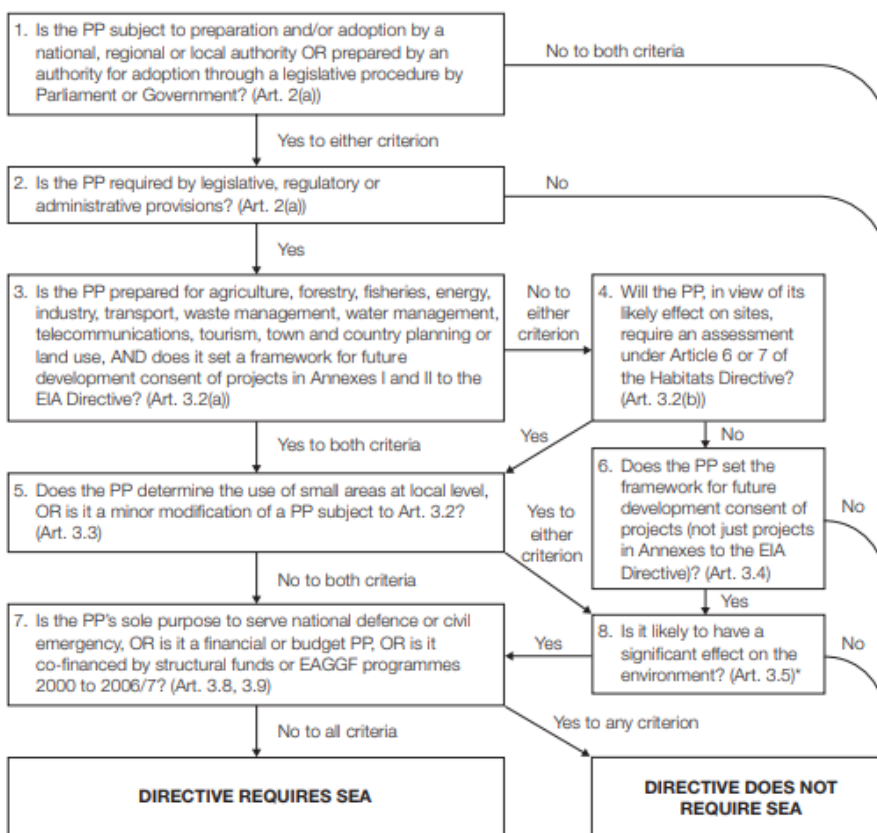 1. Is the PP subject to preparation and/or adoption by a
national, regional or local authority OR prepared by an
authority for adoption through a legislative procedure by
Parliament or Government? (Art. 2(a))
No to both criteria
Yes to either criterion
2. Is the PP required by legislative, regulatory or
administrative provisions? (Art. 2(a))
No
Yes
3. Is the PP prepared for agriculture, forestry, fisheries, energy,
industry, transport, waste management, water management,
telecommunications, tourism, town and country planning or
land use, AND does it set a framework for future
development consent of projects in Annexes I and II to the
EIA Directive? (Art. 3.2(a))
No to
either
criterion
4. Will the PP, in view of its
likely effect on sites,
require an assessment
under Article 6 or 7 of
the Habitats Directive?
(Art. 3.2(b))
Yes to both criteria
Yes
No
5. Does the PP determine the use of small areas at local level,
OR is it a minor modification of a PP subject to Art. 3.2?
(Art. 3.3)
Yes to
either
criterion
6. Does the PP set the
framework for future
development consent of
projects (not just projects
in Annexes to the EIA
Directive)? (Art. 3.4)
No
No to both criteria
Yes
7. Is the PP's sole purpose to serve national defence or civil
emergency, OR is it a financial or budget PP, OR is it
co-financed by structural funds or EAGGF programmes
2000 to 2006/7? (Art. 3.8, 3.9)
Yes
8. Is it likely to have a
significant effect on the
environment? (Art. 3.5)*
No
No to all criteria
Yes to any criterion
DIRECTIVE REQUIRES SEA
DIRECTIVE DOES NOT
REQUIRE SEA